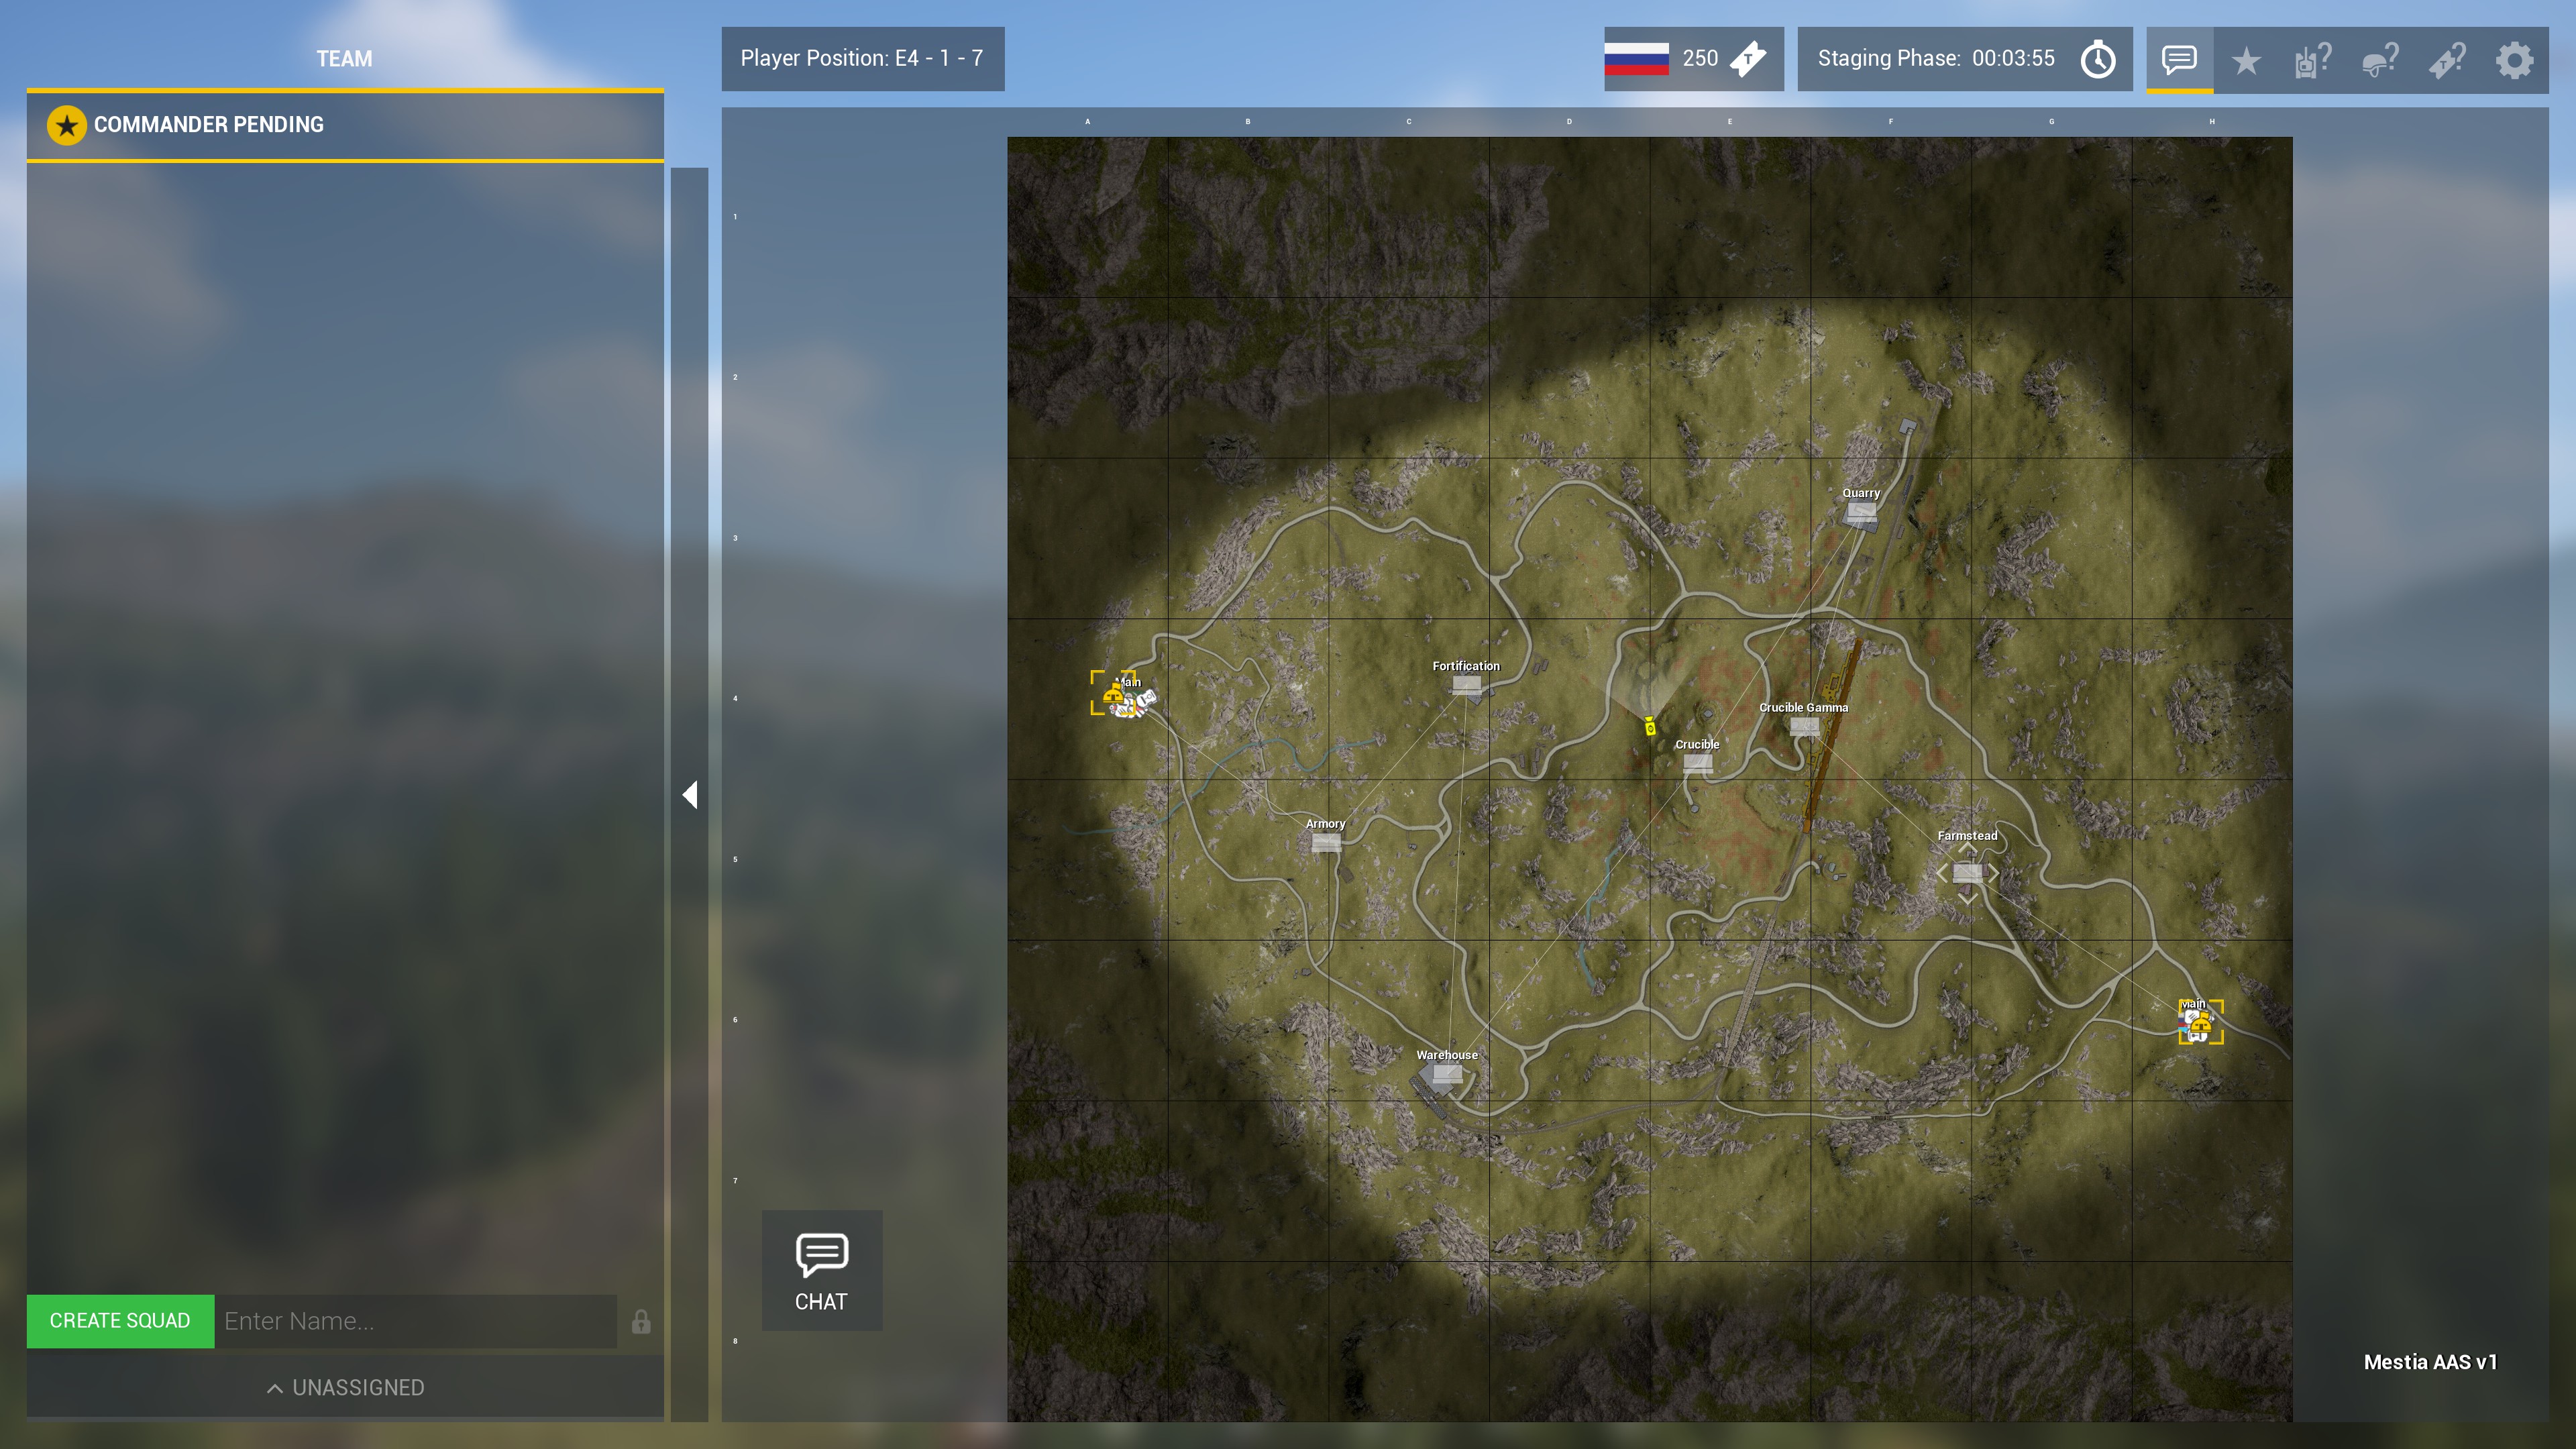 TEAM
Player Position: E4 - 1 - 7
250
Staging Phase: 00:03:55
COMMANDER PENDING
A B C D E F G H
1
2
3
4
5
6
7
8
Quarry
Fortification
Main
Crucible Gamma
Crucible
Armory
Farmstead
Main
Warehouse
CHAT
CREATE SQUAD
Enter Name...
UNASSIGNED
Mestia AAS v1